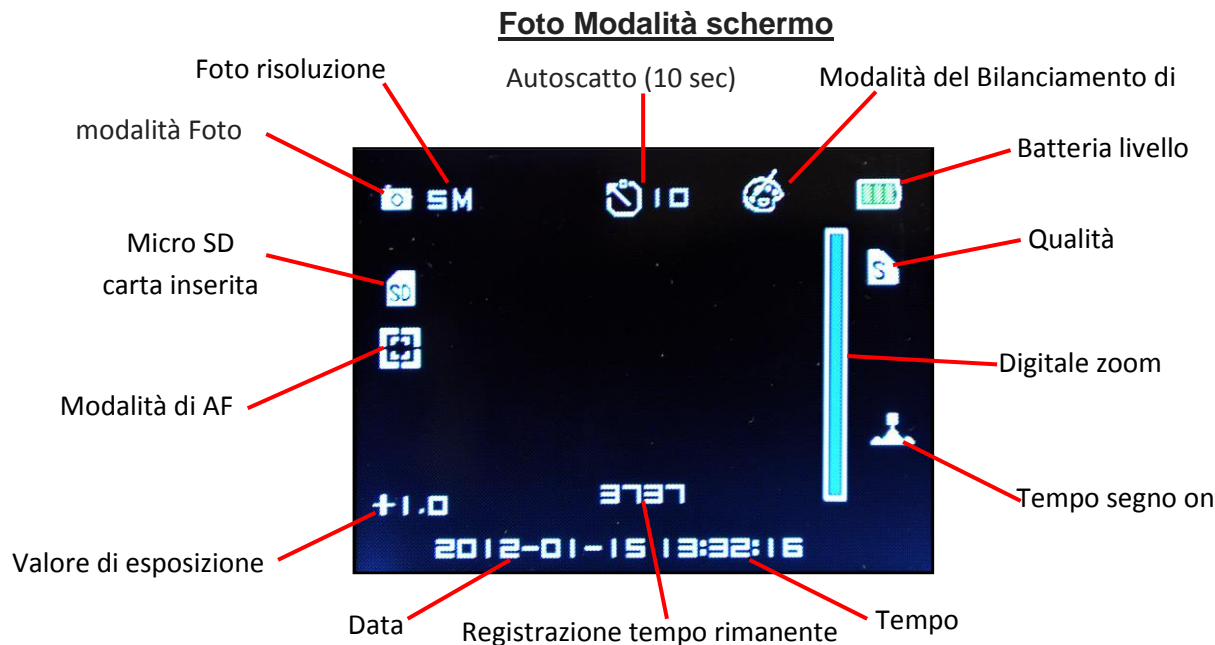 Foto Modalità schermo
Foto risoluzione
Autoscatto (10 sec)
Modalità del Bilanciamento di
modalità Foto
Batteria livello
5M
10
Micro SD
carta inserita
SD
S
Qualità
Digitale zoom
Modalità di AF
Tempo segno on
+1.0
3737
2012-01-15 13:32:16
Valore di esposizione
Data
Registrazione tempo rimanente
Tempo